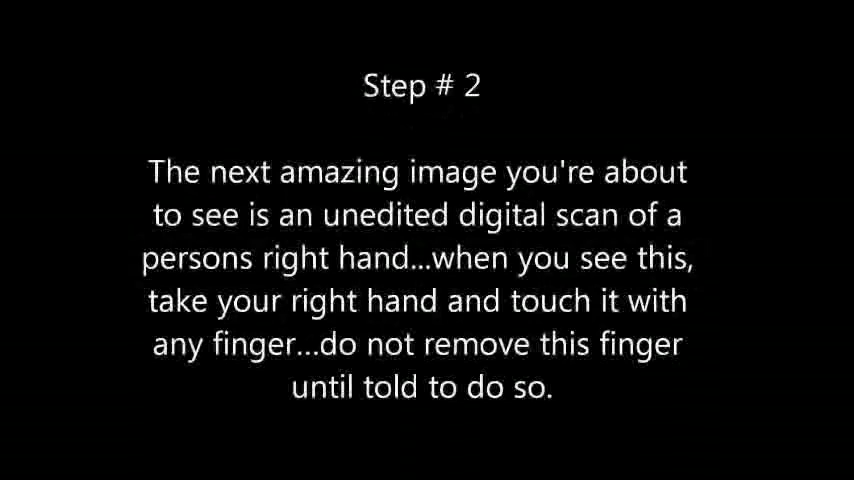 Step # 2
The next amazing image you're about
to see is an unedited digital scan of a
persons right hand...when you see this,
take your right hand and touch it with
any finger...do not remove this finger
until told to do so.